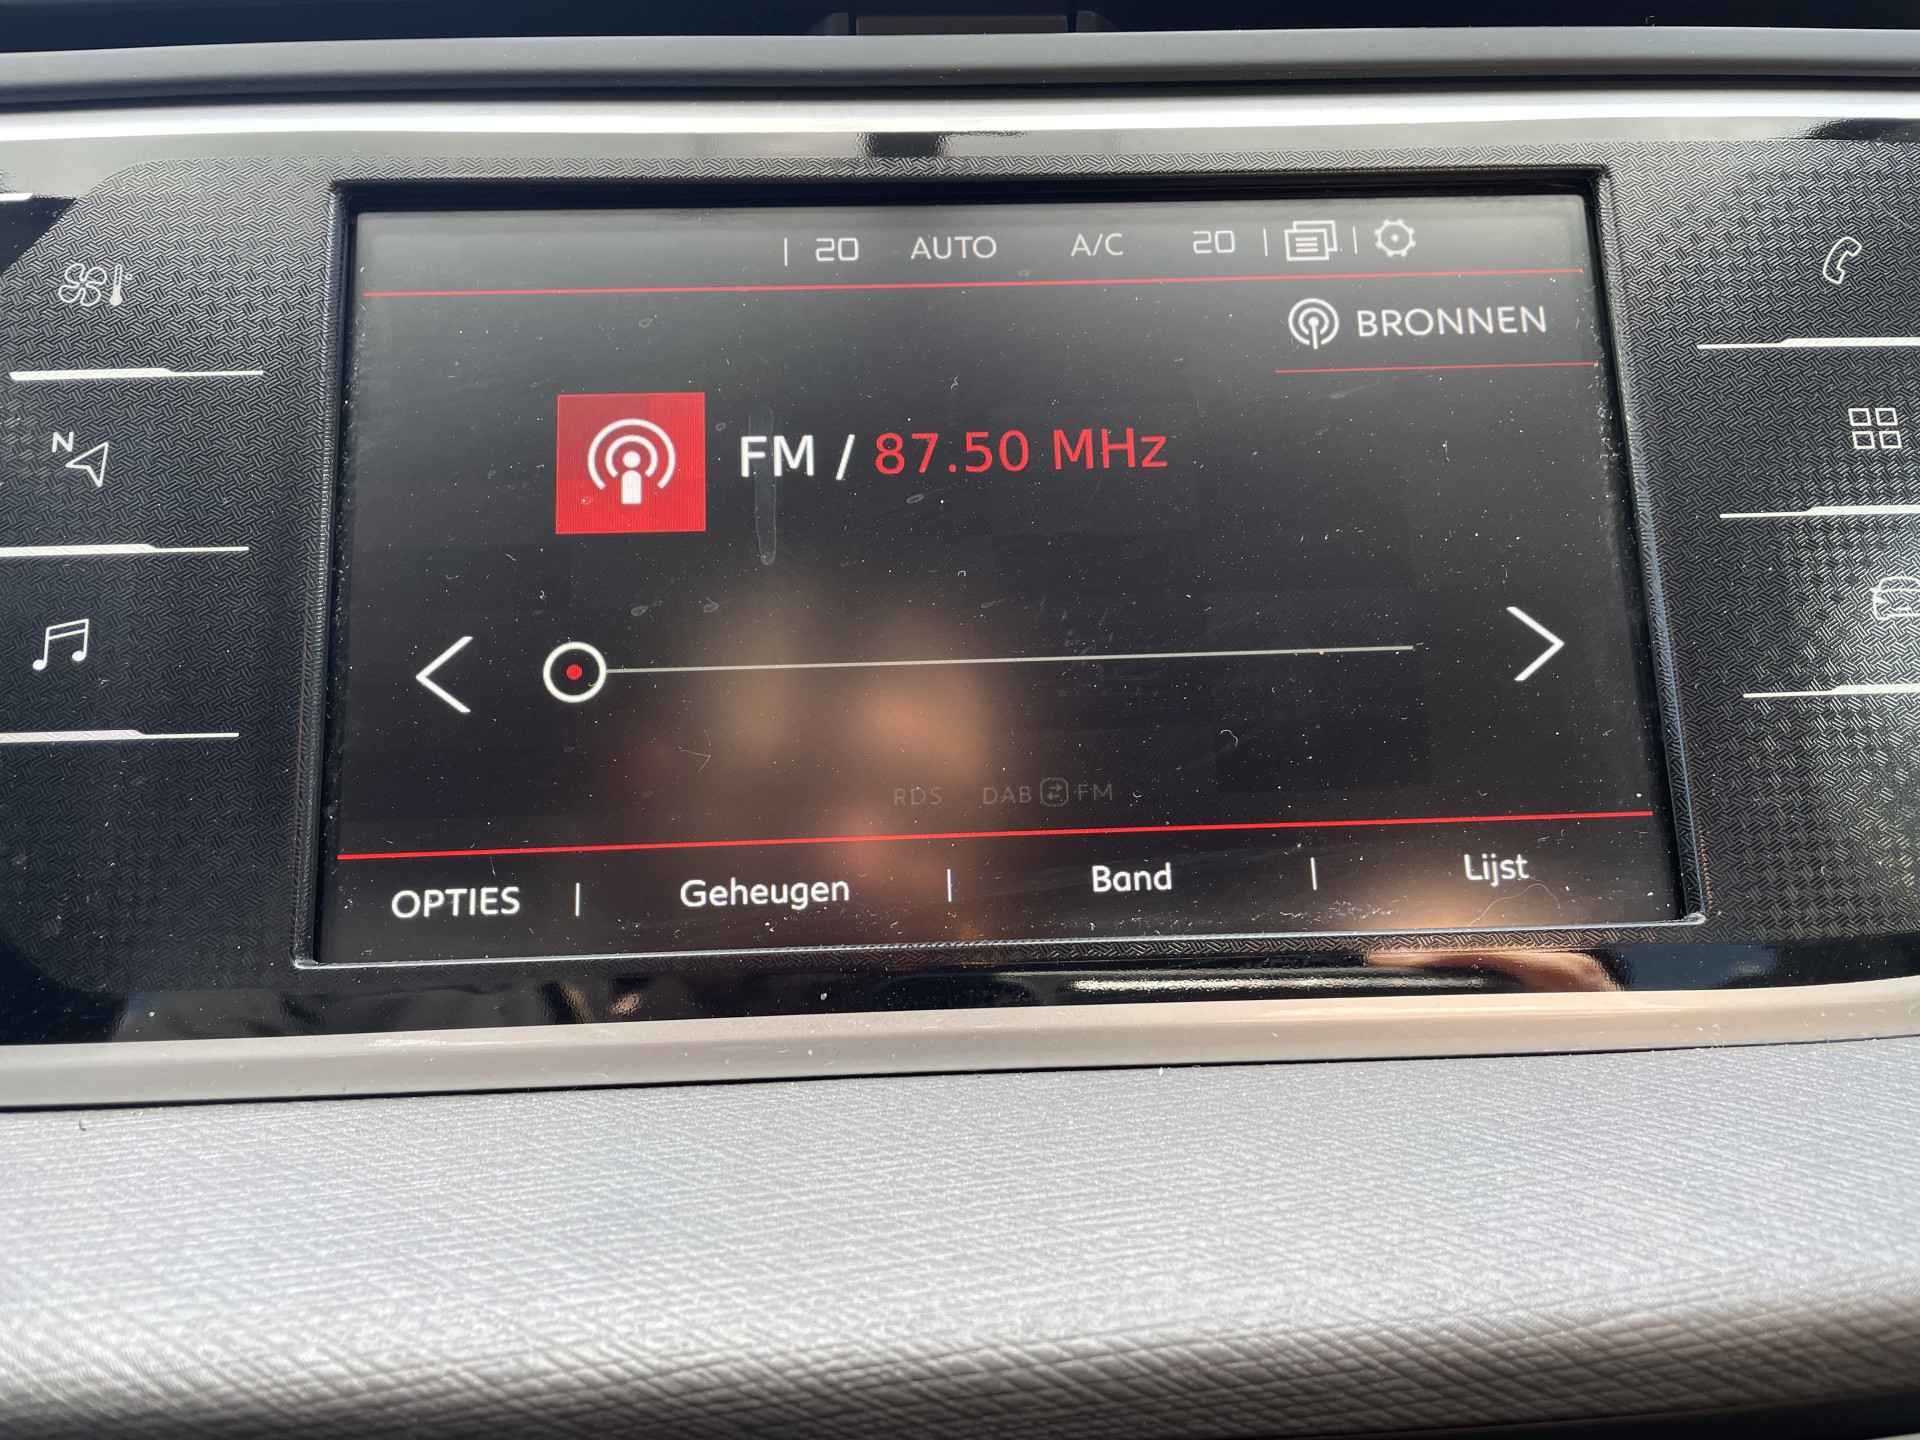 20 AUTO A/C 20
BRONNEN
N
FM / 87.50 MHz
RDS DAB FM
OPTIES Geheugen Band Lijst